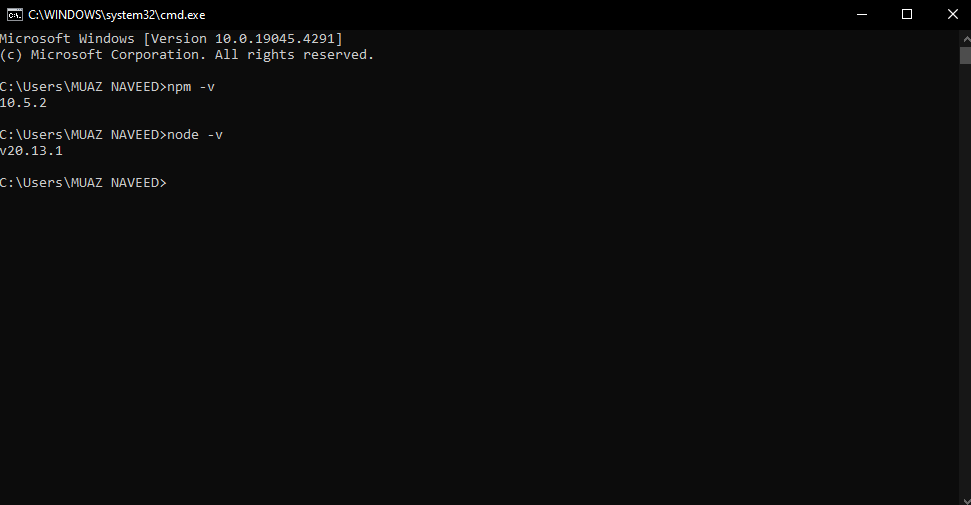 C:\WINDOWS\system32\cmd.exe
Microsoft Windows [Version 10.0.19045.4291]
(c) Microsoft Corporation. All rights reserved.
C:\Users\MUAZ NAVEED>npm -v
10.5.2
C:\Users\MUAZ NAVEED>node -v
v20.13.1
C:\Users\MUAZ NAVEED>